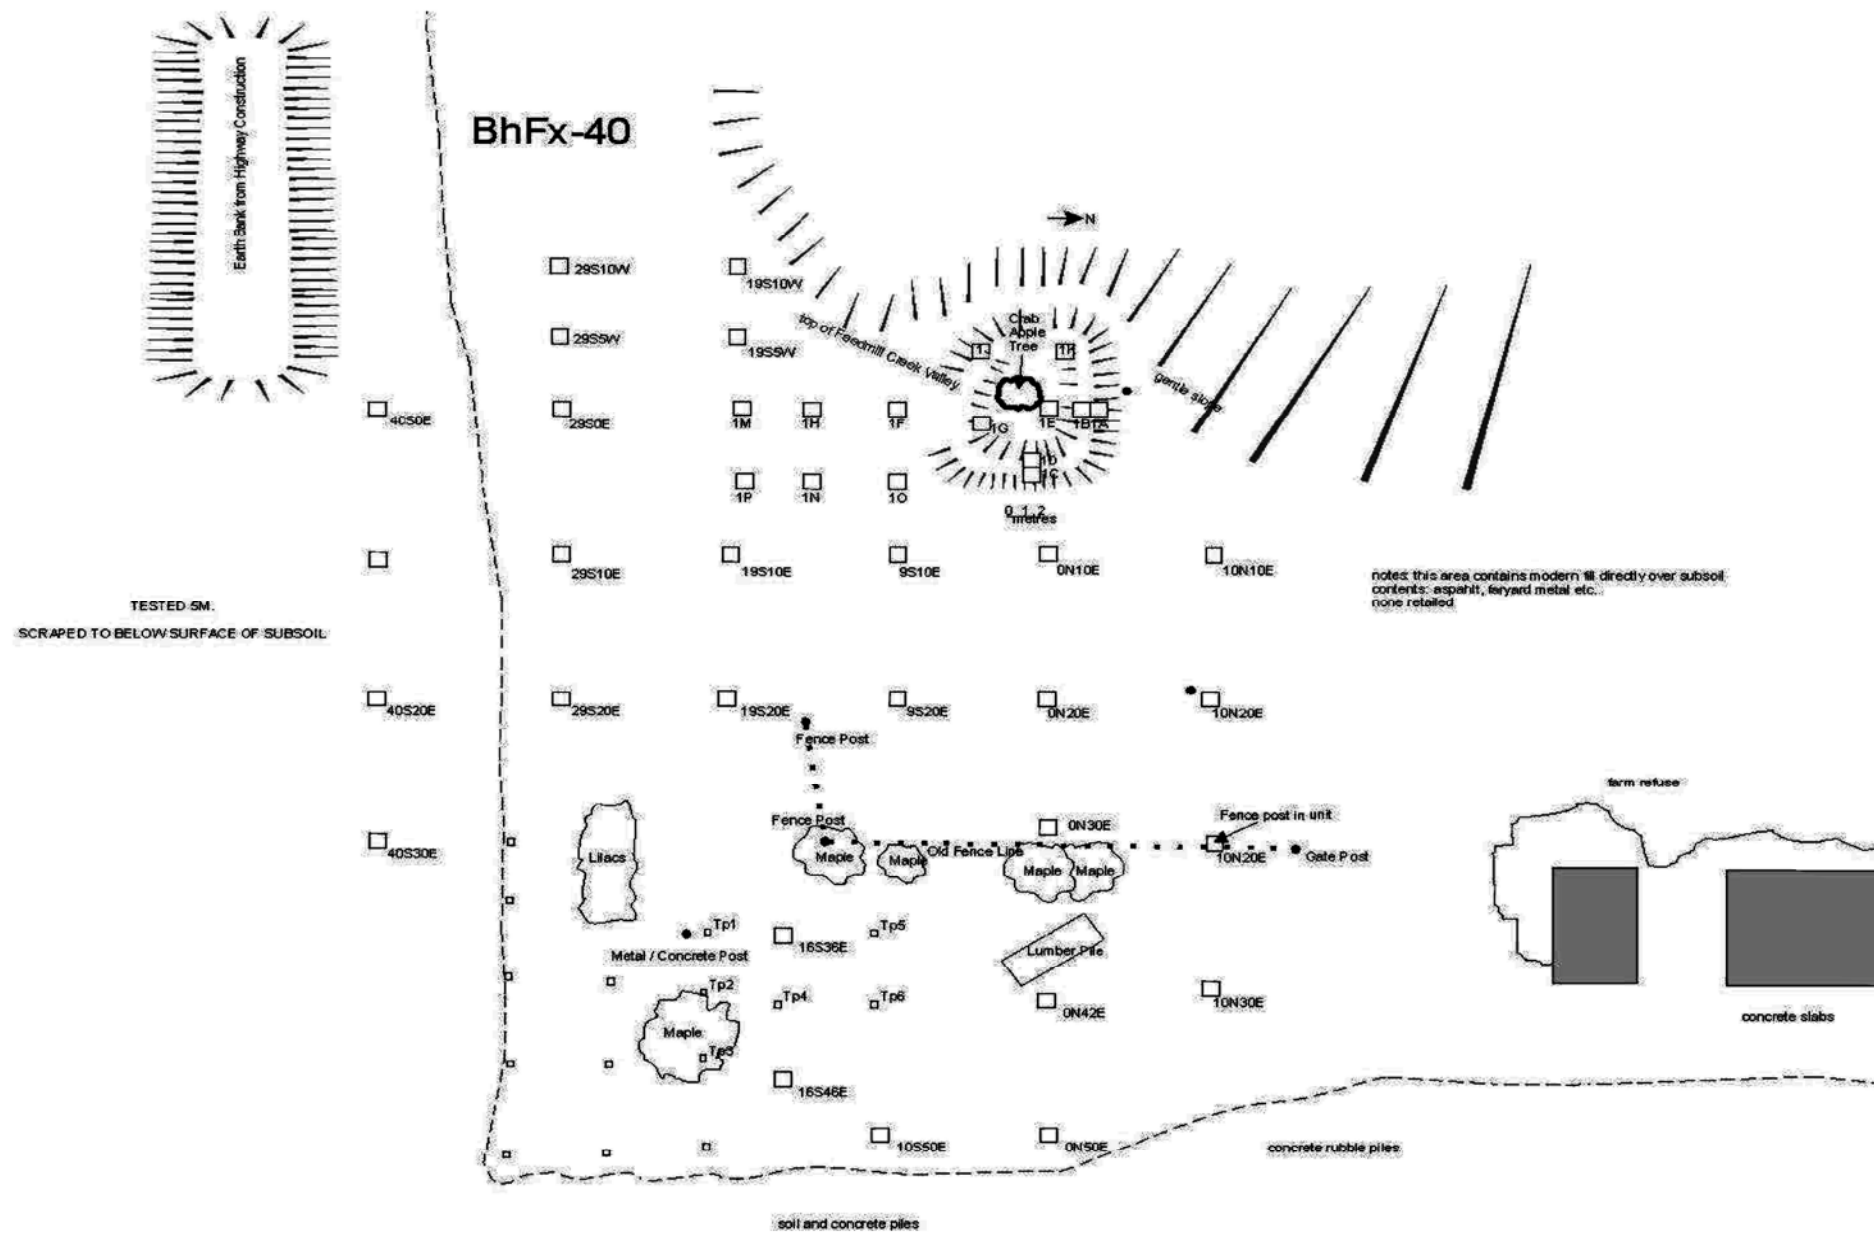 Earth Bank from Highway Construction
BhFx-40
N
29S10W
19S10W
29S5W
19S5W
top of Feedmill Creek Valley
Crab
Apple
Tree
1J
1K
gentle slope
40S0E
29S0E
1M
1H
1F
1G
1E
1B
1A
1D
1C
1P
1N
1O
0 1 2
metres
29S10E
19S10E
9S10E
0N10E
10N10E
notes: this area contains modern fill directly over subsoil
contents: aspahlt, faryard metal etc..
none retailed
TESTED 5M.
SCRAPED TO BELOW SURFACE OF SUBSOIL
40S20E
29S20E
19S20E
9S20E
0N20E
10N20E
Fence Post
farm refuse
Fence Post
0N30E
Fence post in unit
40S30E
Lilacs
Maple
Maple
Old Fence Line
Maple
Maple
10N20E
Gate Post
Tp1
16S36E
Tp5
Metal / Concrete Post
Lumber Pile
Tp2
Tp4
Tp6
0N42E
10N30E
concrete slabs
Maple
Tp3
16S46E
10S50E
0N50E
concrete rubble piles
soil and concrete piles